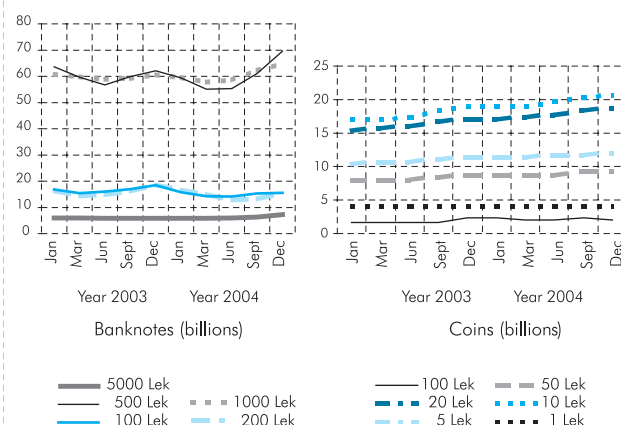 80
70
60
50
40
30
20
10
0
Jan
Mar
Jun
Sept
Dec
Jan
Mar
Jun
Sept
Dec
Year 2003
Year 2004
Banknotes (billions)
5000 Lek
500 Lek
1000 Lek
100 Lek
200 Lek
25
20
15
10
5
0
Jan
Mar
Jun
Sept
Dec
Jan
Mar
Jun
Sept
Dec
Year 2003
Year 2004
Coins (billions)
100 Lek
50 Lek
20 Lek
10 Lek
5 Lek
1 Lek